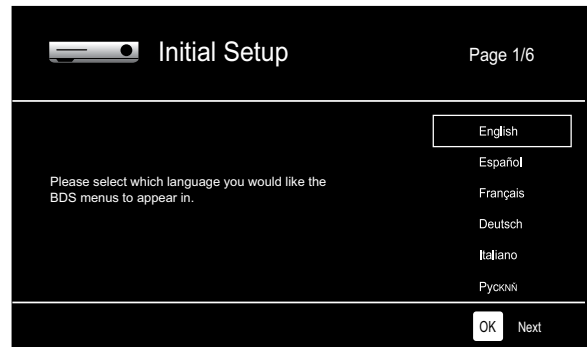 Initial Setup
Page 1/6
Please select which language you would like the
BDS menus to appear in.
English
Español
Français
Deutsch
Italiano
Русккий
OK Next